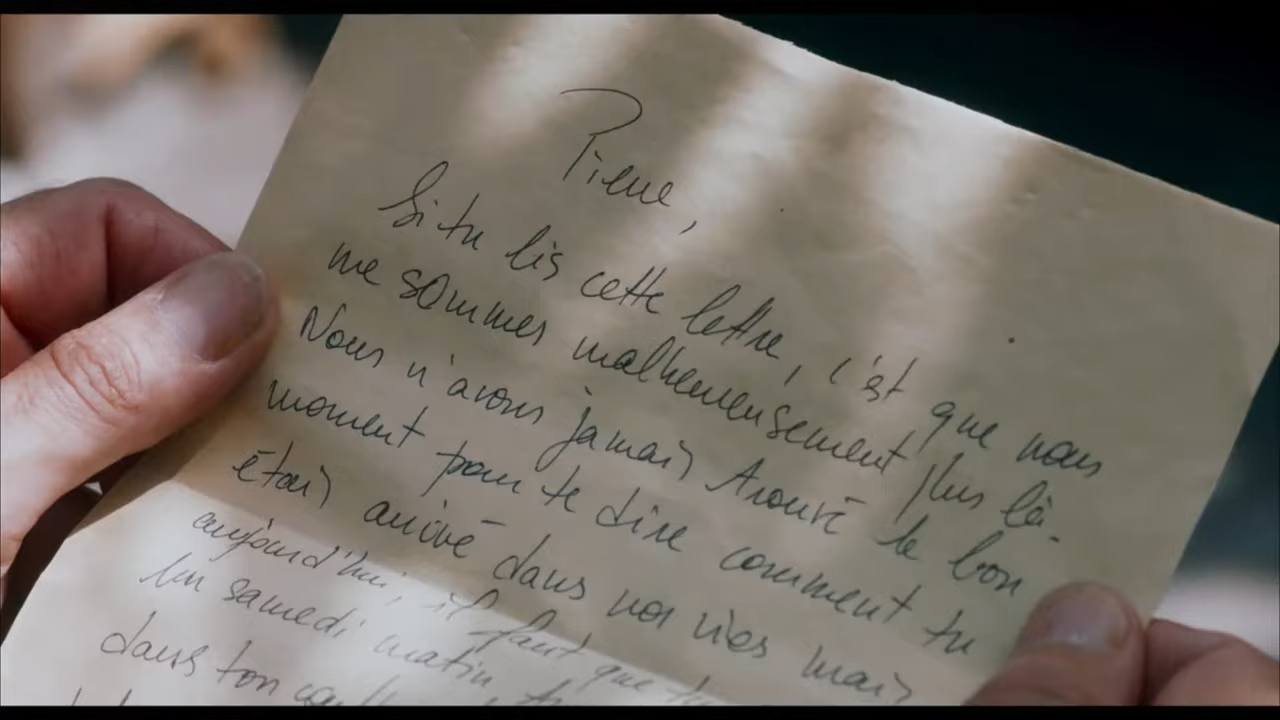 Pierre,
Si tu lis cette lettre, c'est que nous
ne sommes malheureusement plus là.
Nous n'avons jamais trouvé le bon
moment pour te dire comment tu
étais arrivé dans nos vies mais
aujourd'hui, il faut que tu
Un samedi matin,
dans ton